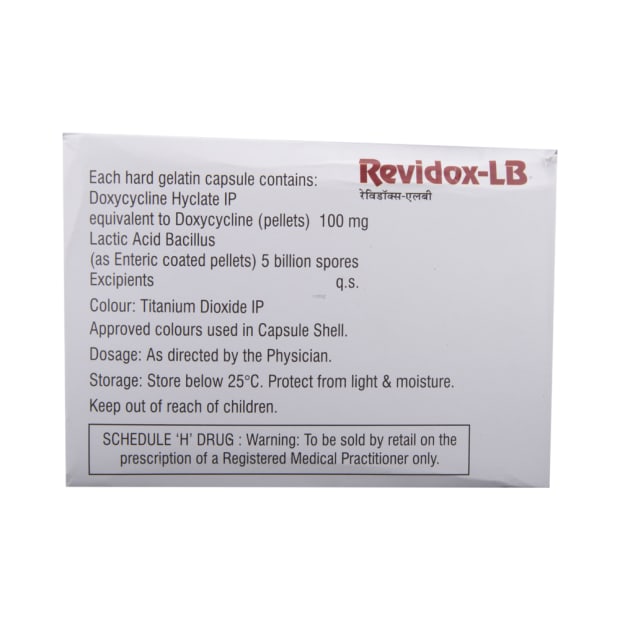 Revidox-LB
रेविडॉक्स-एलबी
Each hard gelatin capsule contains:
Doxycycline Hyclate IP
equivalent to Doxycycline (pellets) 100 mg
Lactic Acid Bacillus
(as Enteric coated pellets) 5 billion spores
Excipients q.s.
Colour: Titanium Dioxide IP
Approved colours used in Capsule Shell.
Dosage: As directed by the Physician.
Storage: Store below 25°C. Protect from light & moisture.
Keep out of reach of children.
SCHEDULE 'H' DRUG : Warning: To be sold by retail on the
prescription of a Registered Medical Practitioner only.